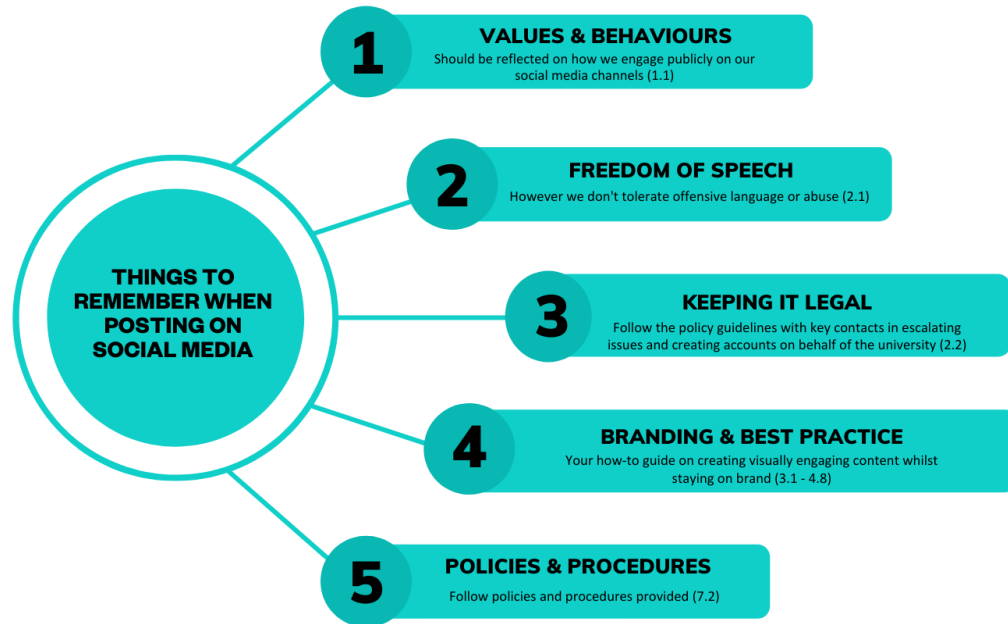 THINGS TO
REMEMBER WHEN
POSTING ON
SOCIAL MEDIA
1
VALUES & BEHAVIOURS
Should be reflected on how we engage publicly on our
social media channels (1.1)
2
FREEDOM OF SPEECH
However we don't tolerate offensive language or abuse (2.1)
3
KEEPING IT LEGAL
Follow the policy guidelines with key contacts in escalating
issues and creating accounts on behalf of the university (2.2)
4
BRANDING & BEST PRACTICE
Your how-to guide on creating visually engaging content whilst
staying on brand (3.1 - 4.8)
5
POLICIES & PROCEDURES
Follow policies and procedures provided (7.2)